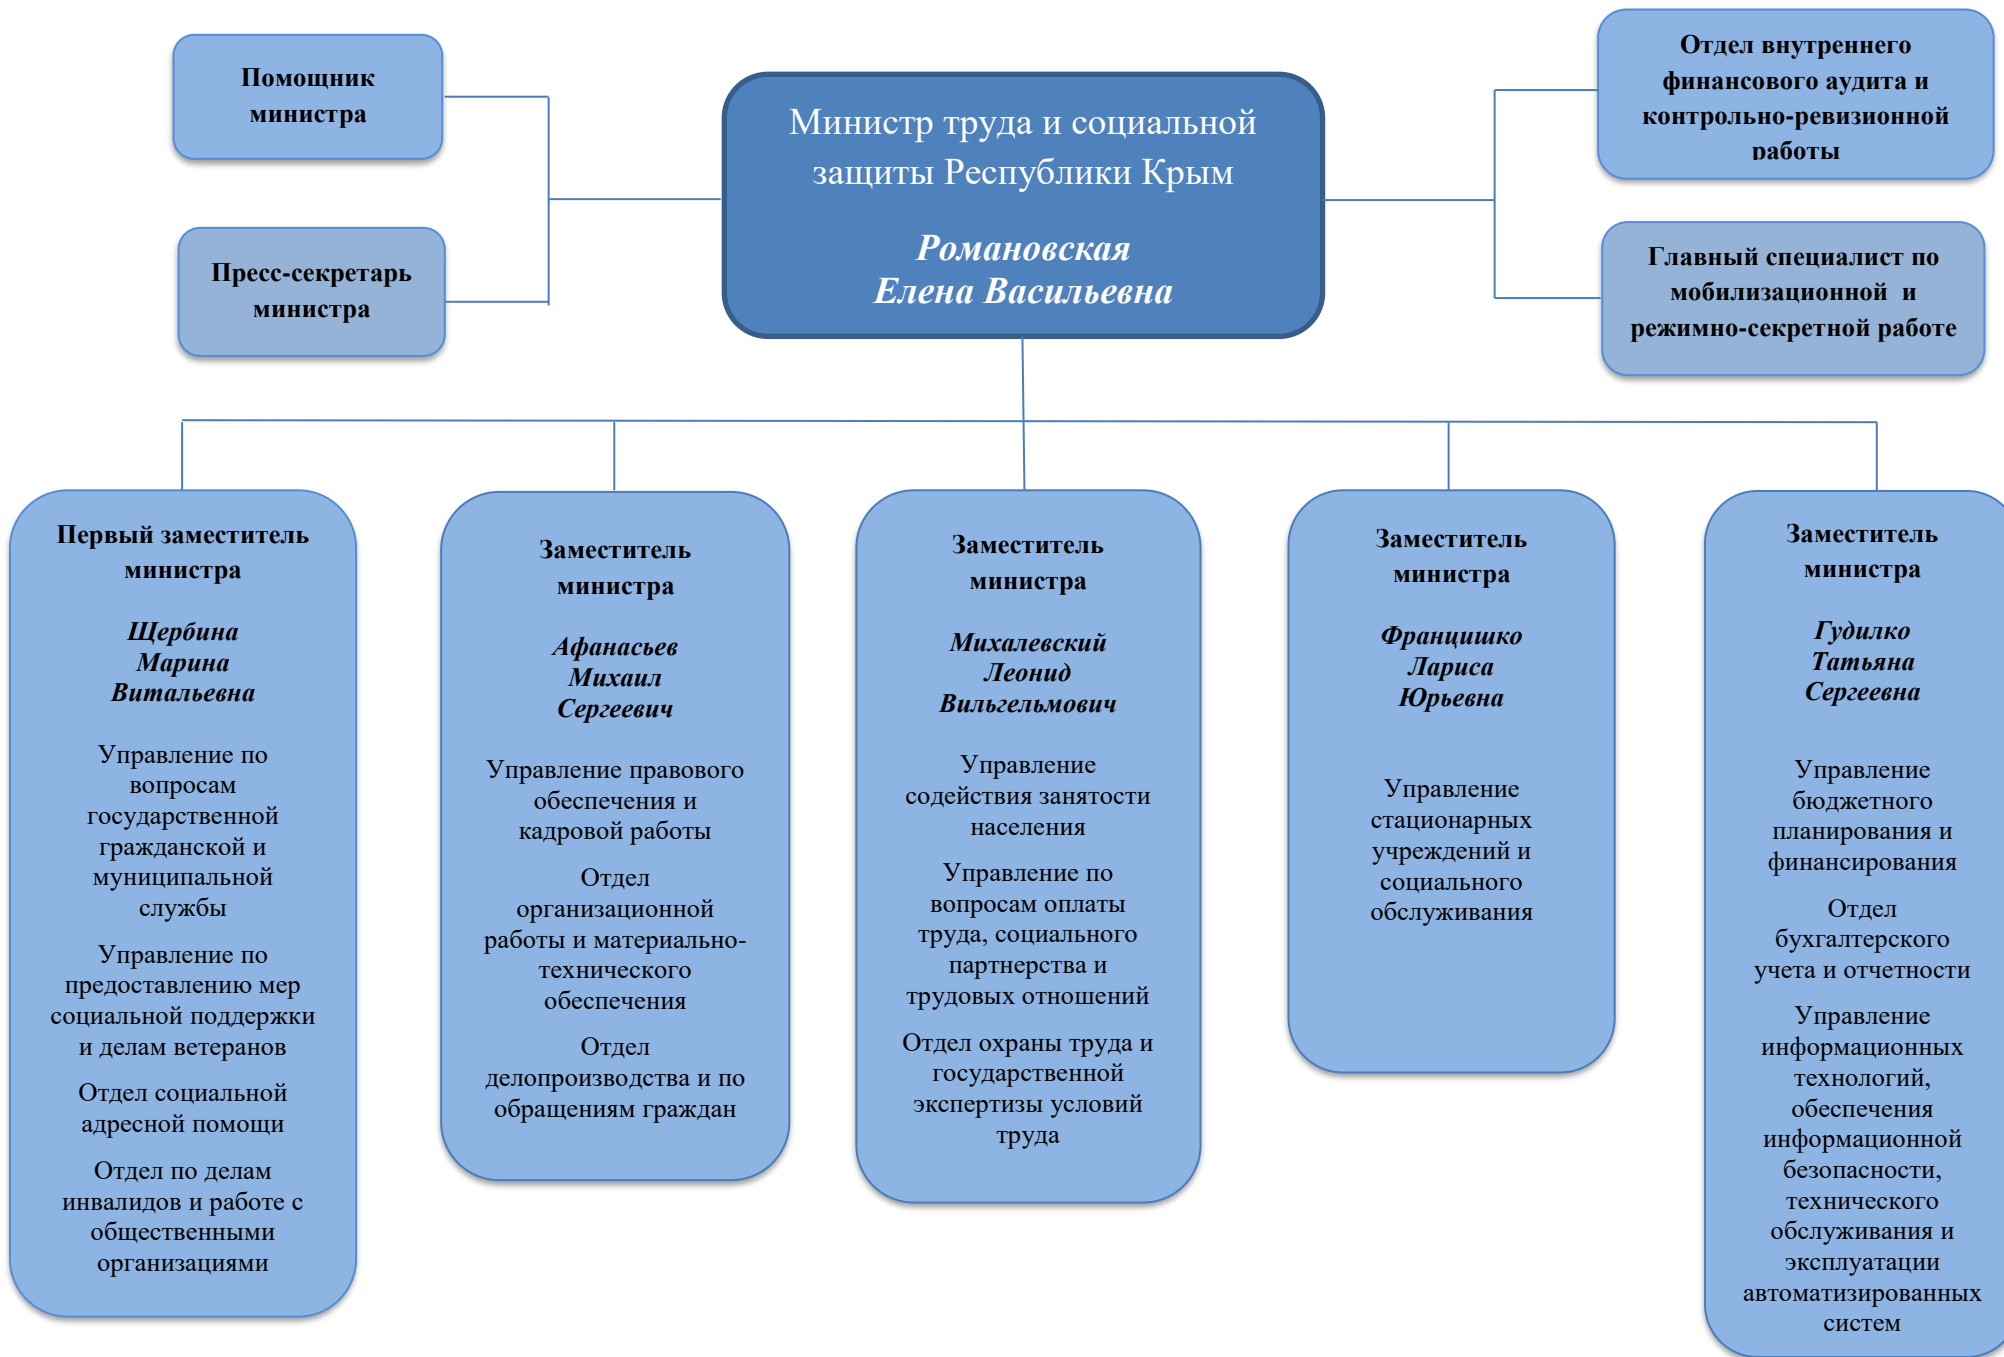 Помощник
министра
Пресс-секретарь
министра
Министр труда и социальной
защиты Республики Крым
Романовская
Елена Васильевна
Отдел внутреннего
финансового аудита и
контрольно-ревизионной
работы
Главный специалист по
мобилизационной и
режимно-секретной работе
Первый заместитель
министра
Щербина
Марина
Витальевна
Управление по
вопросам
государственной
гражданской и
муниципальной
службы
Управление по
предоставлению мер
социальной поддержки
и делам ветеранов
Отдел социальной
адресной помощи
Отдел по делам
инвалидов и работе с
общественными
организациями
Заместитель
министра
Афанасьев
Михаил
Сергеевич
Управление правового
обеспечения и
кадровой работы
Отдел
организационной
работы и материально-
технического
обеспечения
Отдел
делопроизводства и по
обращениям граждан
Заместитель
министра
Михалевский
Леонид
Вильгельмович
Управление
содействия занятости
населения
Управление по
вопросам оплаты
труда, социального
партнерства и
трудовых отношений
Отдел охраны труда и
государственной
экспертизы условий
труда
Заместитель
министра
Францишко
Лариса
Юрьевна
Управление
стационарных
учреждений и
социального
обслуживания
Заместитель
министра
Гудилко
Татьяна
Сергеевна
Управление
бюджетного
планирования и
финансирования
Отдел
бухгалтерского
учета и отчетности
Управление
информационных
технологий,
обеспечения
информационной
безопасности,
технического
обслуживания и
эксплуатации
автоматизированных
систем